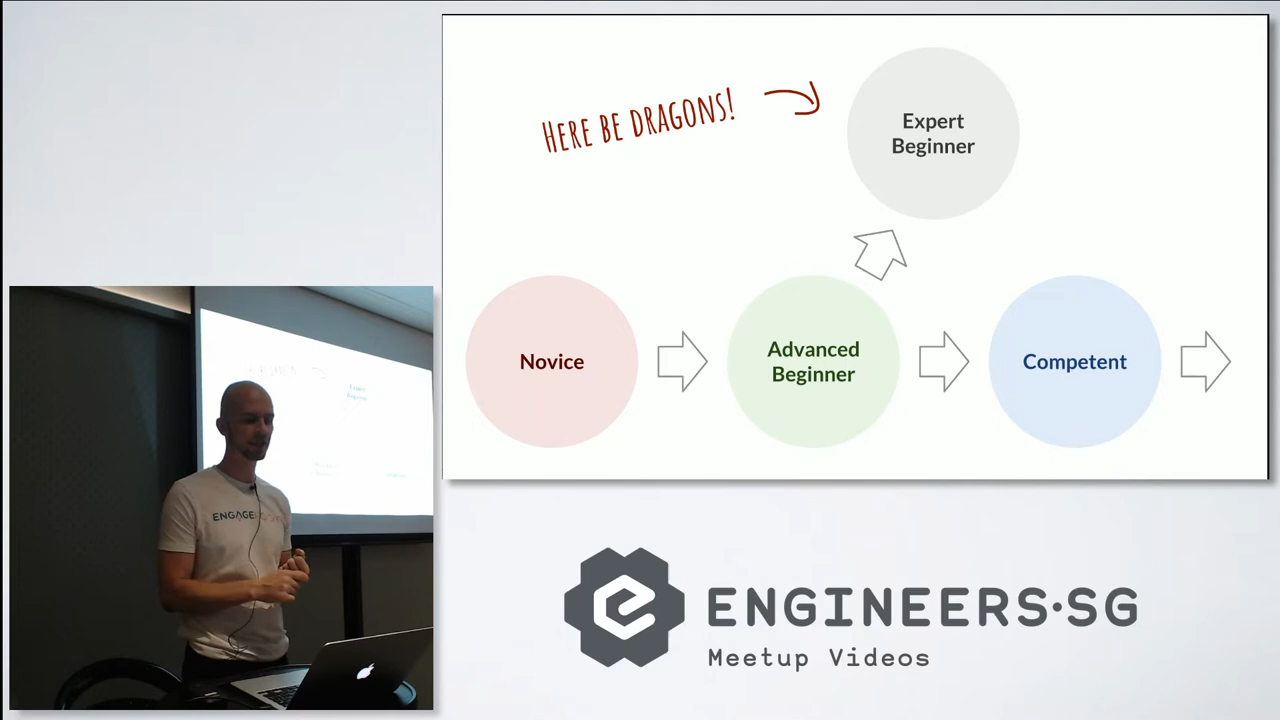 HERE BE DRAGONS!
Expert
Beginner
Novice
Advanced
Beginner
Competent
ENGAGE
ENGINEERS·SG
Meetup Videos